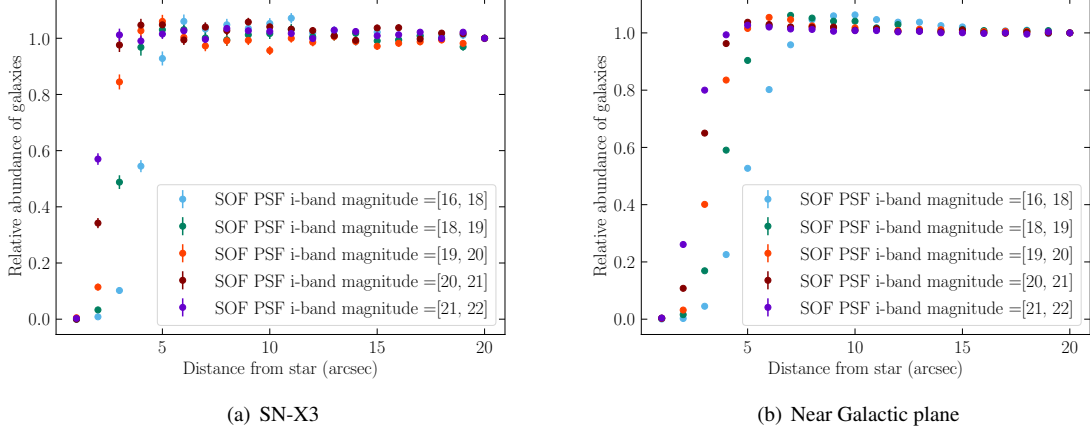 Relative abundance of galaxies
1.0
0.8
0.6
0.4
0.2
0.0
SOF PSF i-band magnitude =[16, 18]
SOF PSF i-band magnitude =[18, 19]
SOF PSF i-band magnitude =[19, 20]
SOF PSF i-band magnitude =[20, 21]
SOF PSF i-band magnitude =[21, 22]
5 10 15 20
Distance from star (arcsec)
(a) SN-X3
Relative abundance of galaxies
1.0
0.8
0.6
0.4
0.2
0.0
SOF PSF i-band magnitude =[16, 18]
SOF PSF i-band magnitude =[18, 19]
SOF PSF i-band magnitude =[19, 20]
SOF PSF i-band magnitude =[20, 21]
SOF PSF i-band magnitude =[21, 22]
5 10 15 20
Distance from star (arcsec)
(b) Near Galactic plane